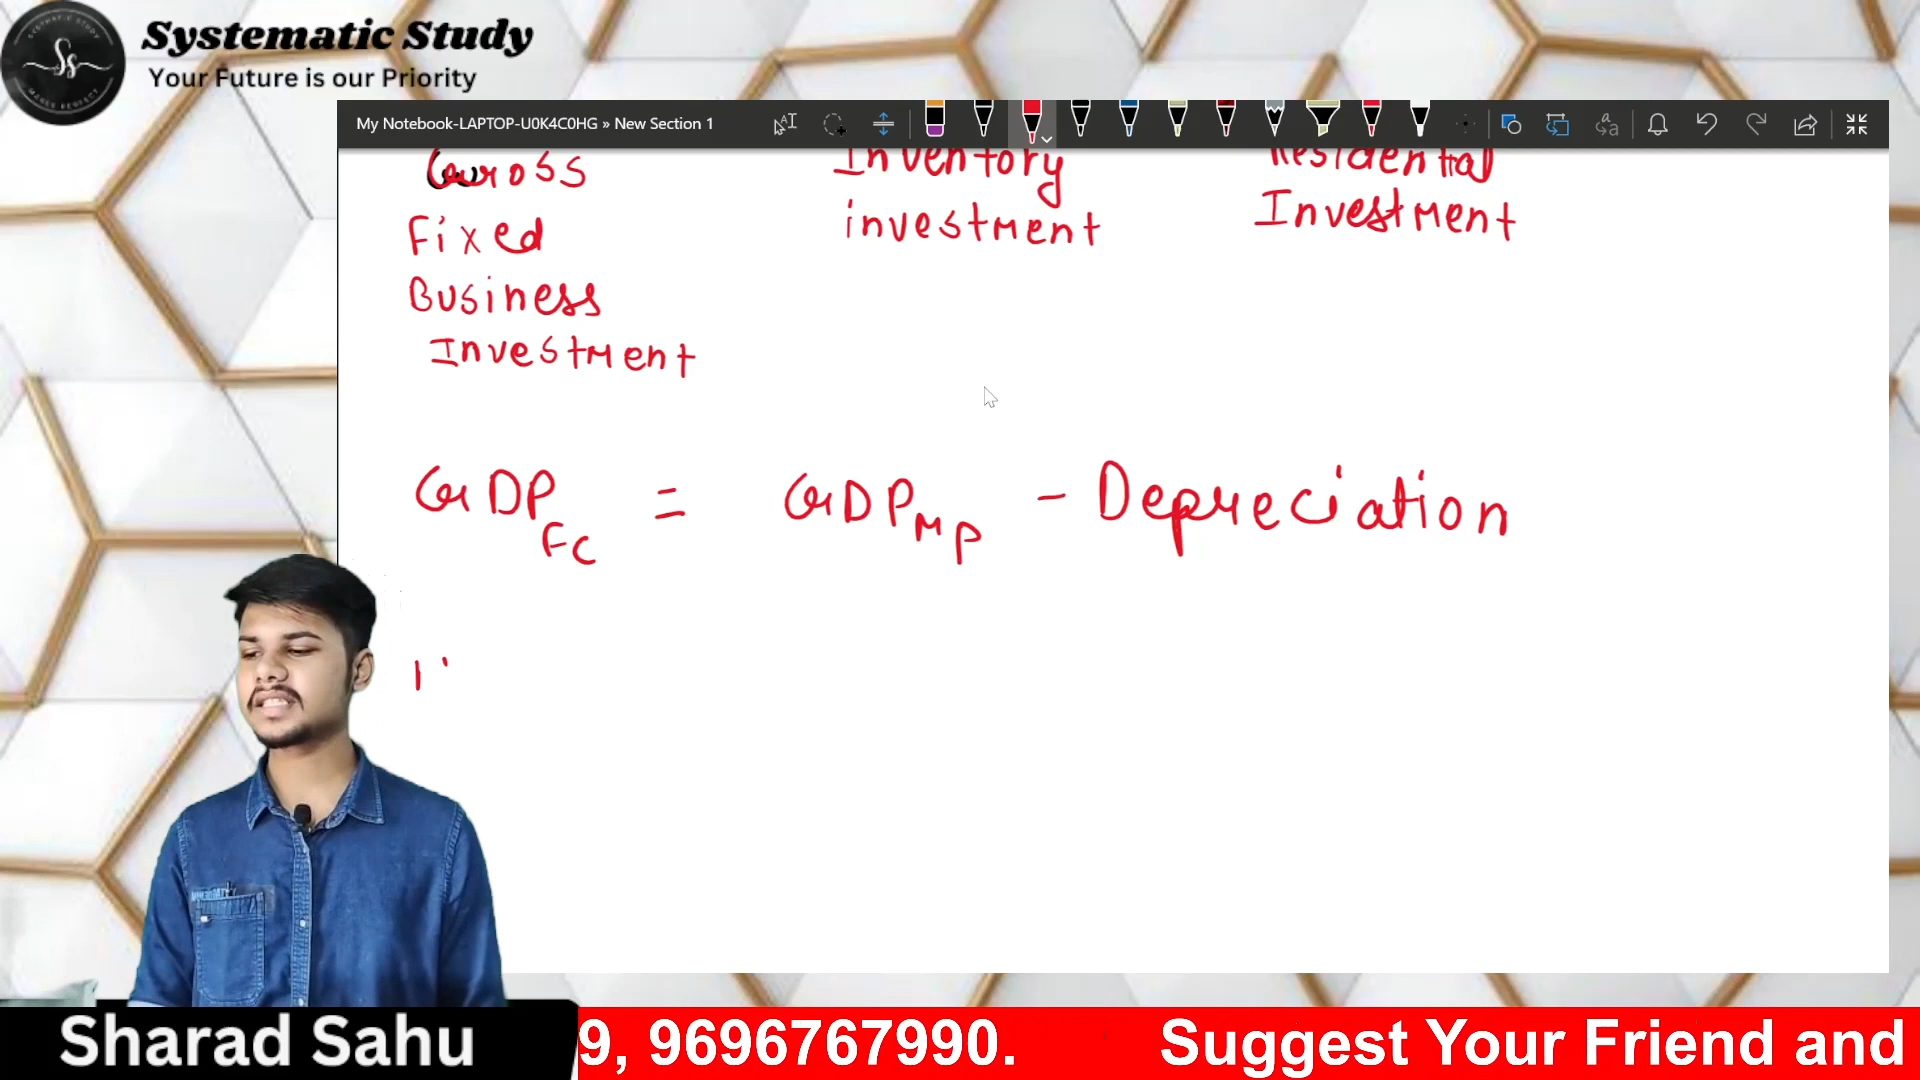 Systematic Study
Your Future is our Priority
My Notebook-LAPTOP-U0K4C0HG » New Section 1
Gross
Fixed
Business
Investment
Inventory
investment
Residential
Investment
GDP FC = GDP MP - Depreciation
Sharad Sahu
9, 9696767990. Suggest Your Friend and